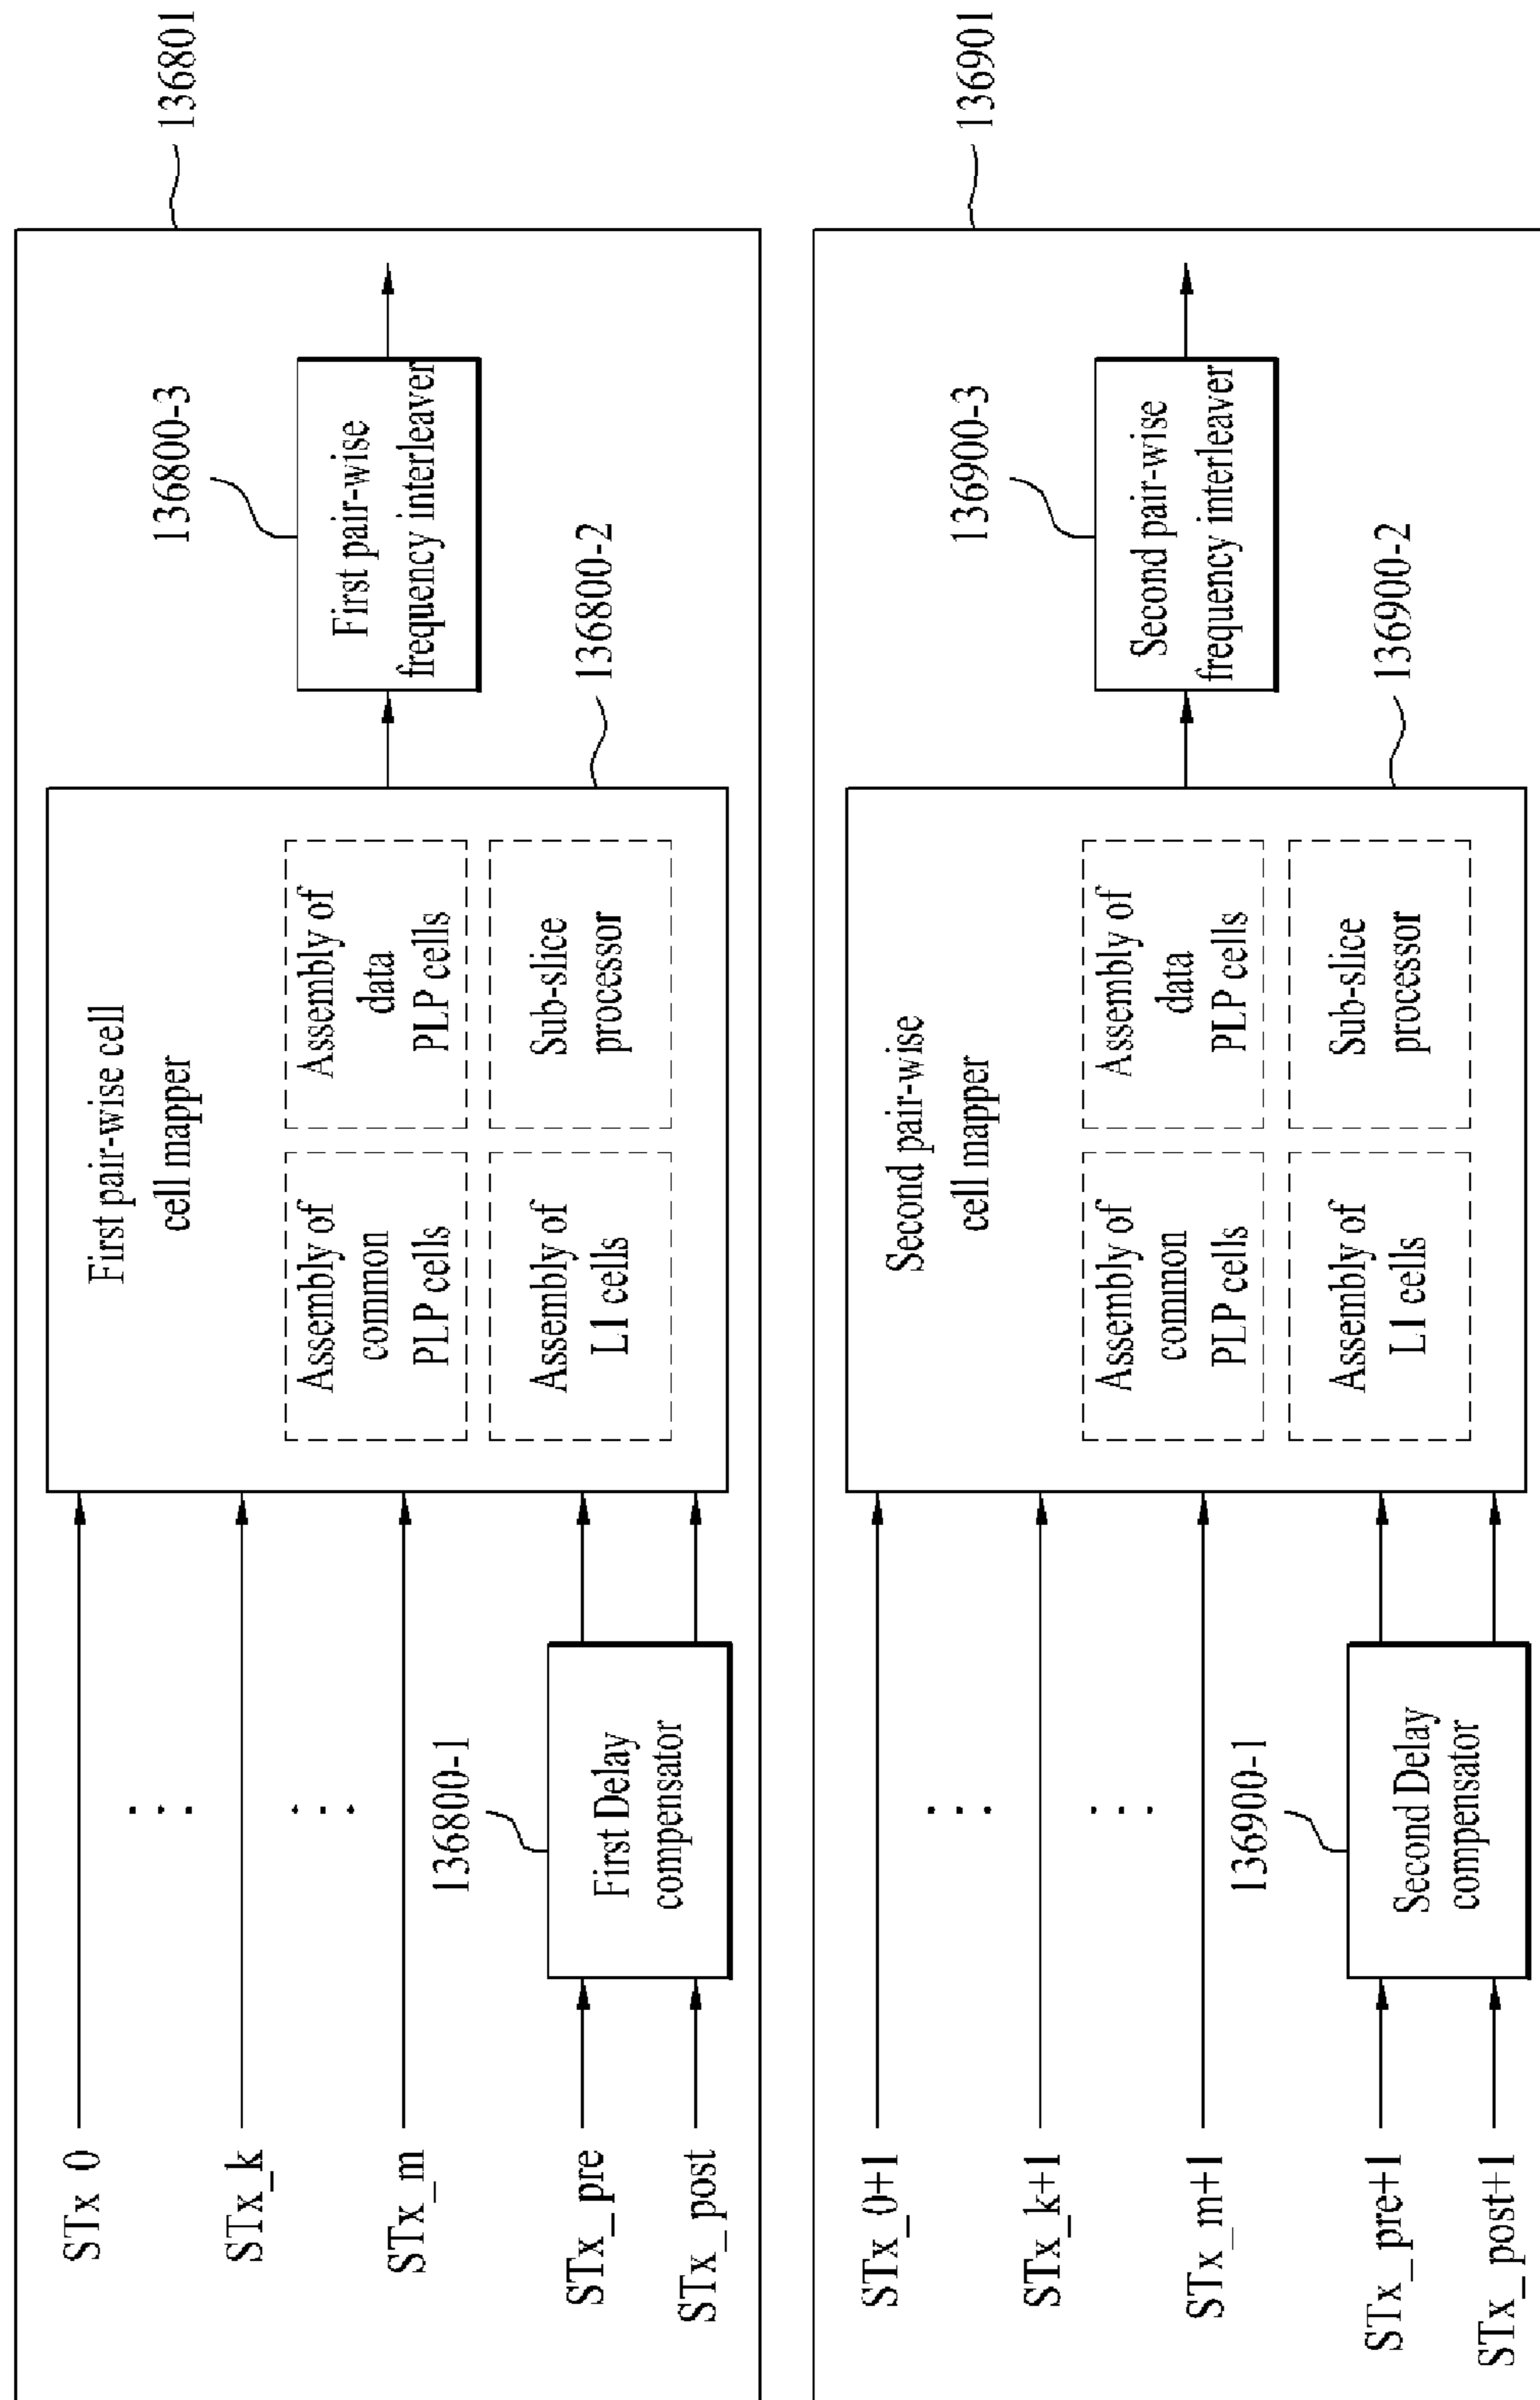 136801
STx_0
STx_k
STx_m
STx_pre
STx_post
136800-1
First Delay
compensator
First pair-wise cell
cell mapper
Assembly of
common
PLP cells
Assembly of
data
PLP cells
Assembly of
L1 cells
Sub-slice
processor
136800-2
136800-3
First pair-wise
frequency interleaver
136901
STx_0+1
STx_k+1
STx_m+1
STx_pre+1
STx_post+1
136900-1
Second Delay
compensator
Second pair-wise
cell mapper
Assembly of
common
PLP cells
Assembly of
data
PLP cells
Assembly of
L1 cells
Sub-slice
processor
136900-2
136900-3
Second pair-wise
frequency interleaver